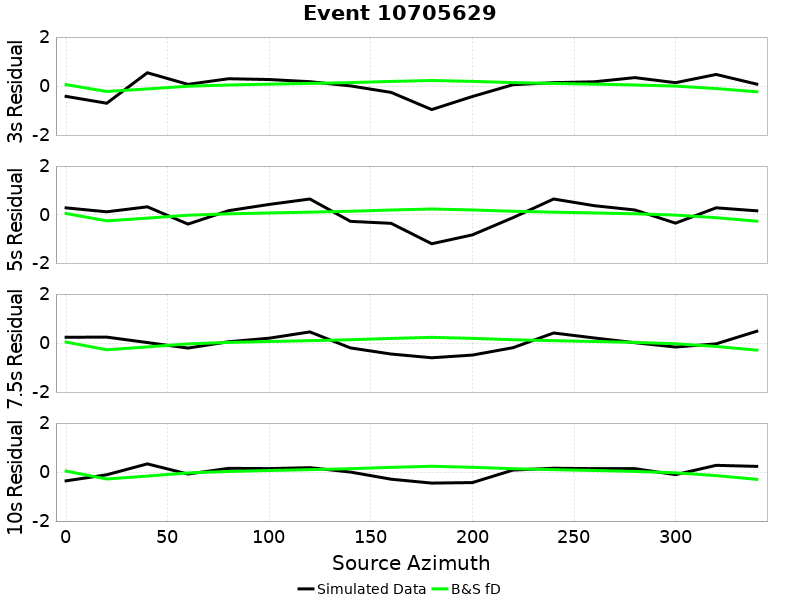 Event 10705629
3s Residual
2
0
-2
5s Residual
2
0
-2
7.5s Residual
2
0
-2
10s Residual
2
0
-2
0 50 100 150 200 250 300
Source Azimuth
Simulated Data B&S fD